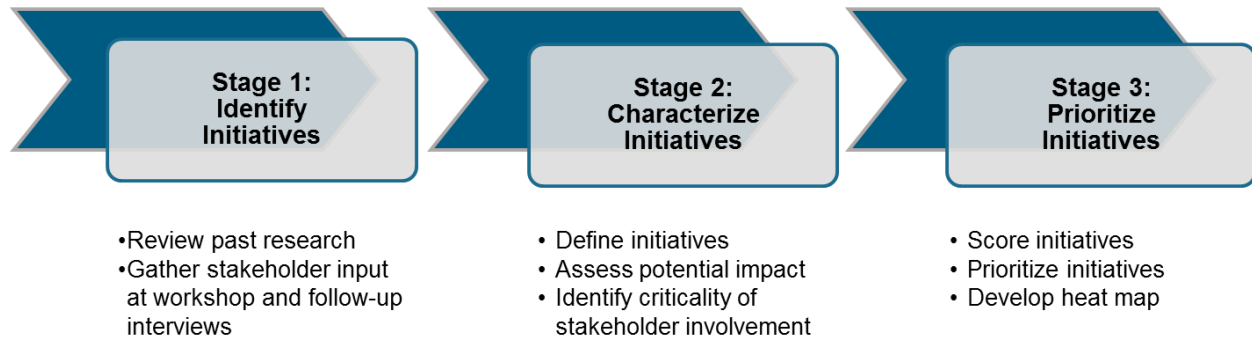 Stage 1:
Identify
Initiatives
•Review past research
•Gather stakeholder input
at workshop and follow-up
interviews
Stage 2:
Characterize
Initiatives
• Define initiatives
• Assess potential impact
• Identify criticality of
stakeholder involvement
Stage 3:
Prioritize
Initiatives
• Score initiatives
• Prioritize initiatives
• Develop heat map